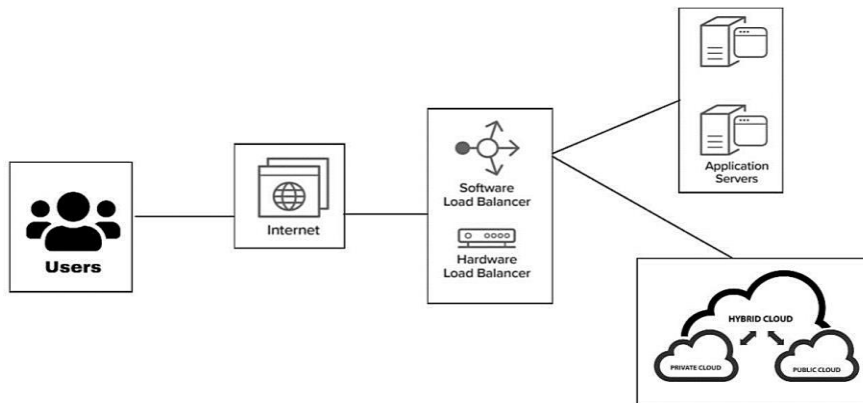 Users
Internet
Software
Load Balancer
Hardware
Load Balancer
Application
Servers
HYBRID CLOUD
PRIVATE CLOUD
PUBLIC CLOUD